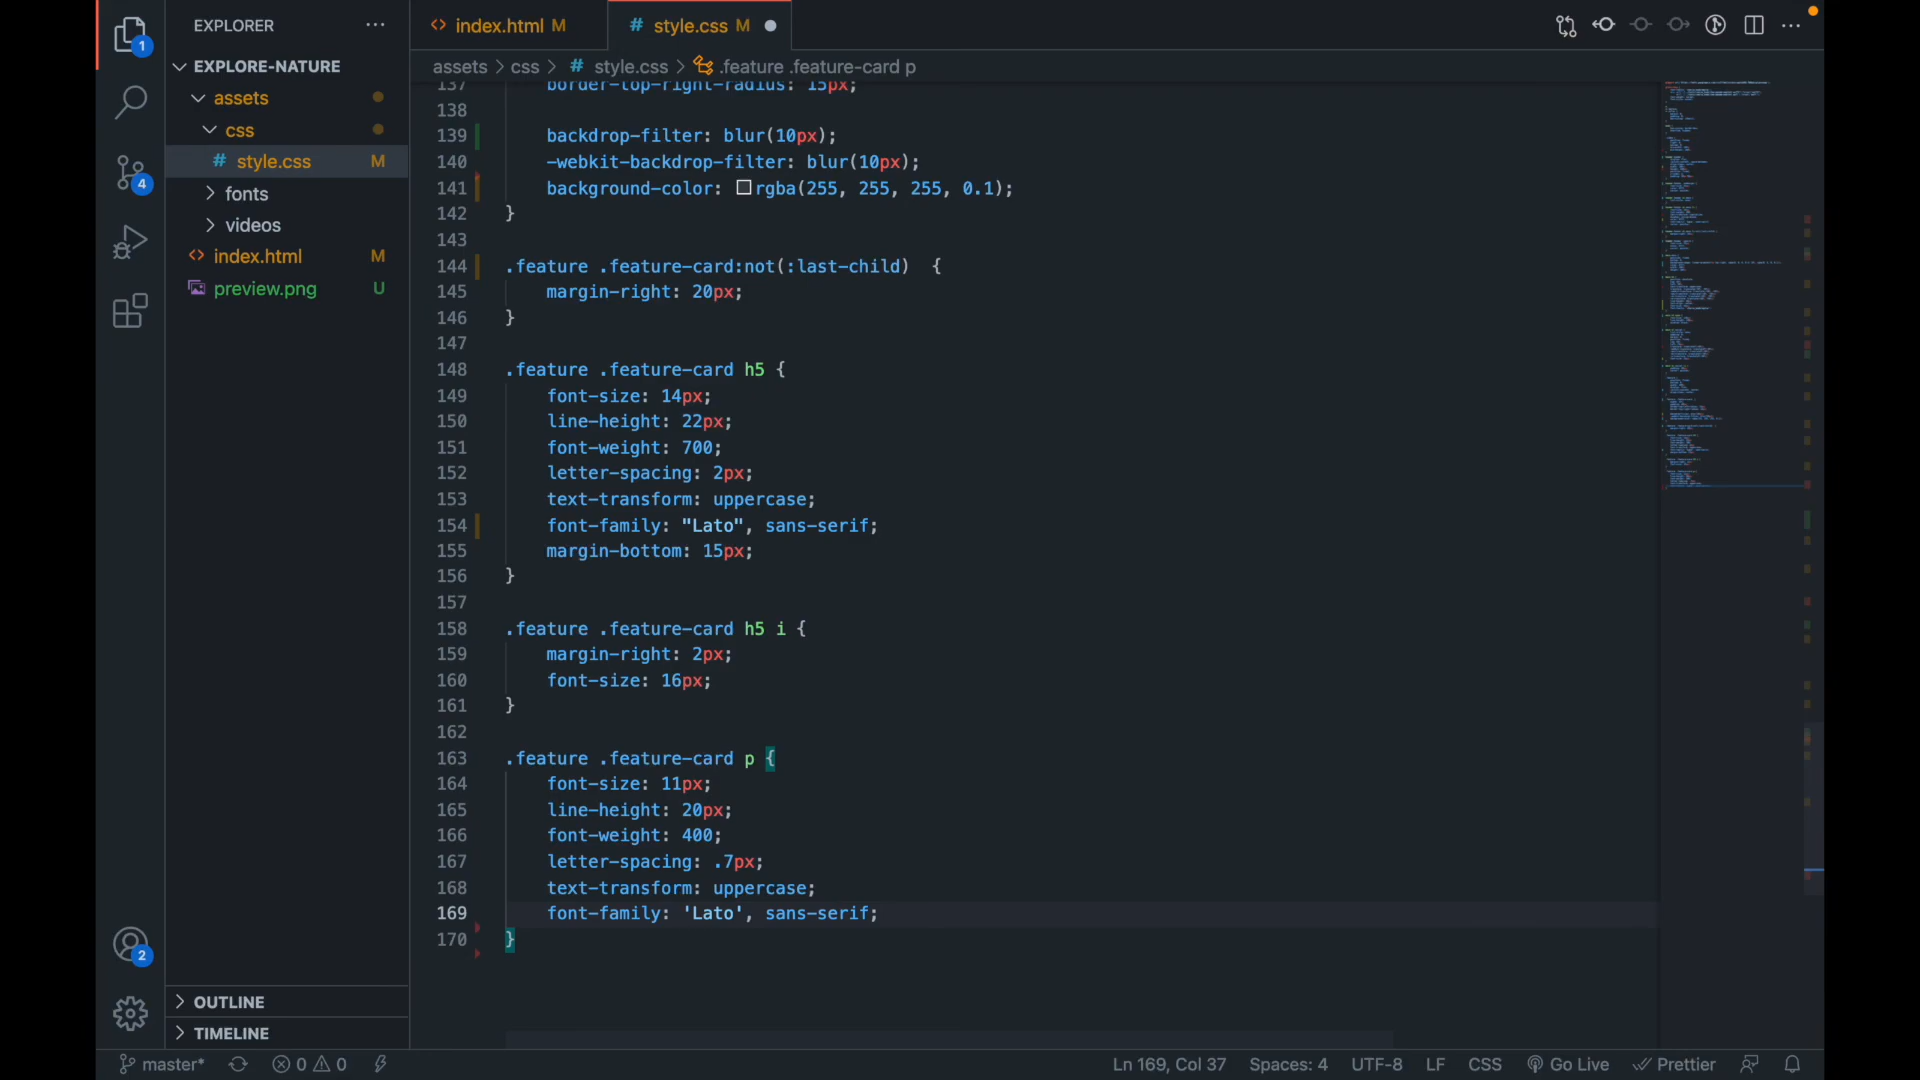 EXPLORER
index.html M
# style.css M
1
EXPLORE-NATURE
assets > css > # style.css > .feature .feature-card p
assets
css
# style.css M
fonts
videos
<> index.html M
preview.png U
4
137 border-top-right-radius: 15px;
138
139 backdrop-filter: blur(10px);
140 -webkit-backdrop-filter: blur(10px);
141 background-color: rgba(255, 255, 255, 0.1);
142 }
143
144 .feature .feature-card:not(:last-child)  {
145 margin-right: 20px;
146 }
147
148 .feature .feature-card h5 {
149 font-size: 14px;
150 line-height: 22px;
151 font-weight: 700;
152 letter-spacing: 2px;
153 text-transform: uppercase;
154 font-family: "Lato", sans-serif;
155 margin-bottom: 15px;
156 }
157
158 .feature .feature-card h5 i {
159 margin-right: 2px;
160 font-size: 16px;
161 }
162
163 .feature .feature-card p {
164 font-size: 11px;
165 line-height: 20px;
166 font-weight: 400;
167 letter-spacing: .7px;
168 text-transform: uppercase;
169 font-family: 'Lato', sans-serif;
170 }
2
OUTLINE
TIMELINE
master* 0 0 Ln 169, Col 37 Spaces: 4 UTF-8 LF CSS Go Live Prettier